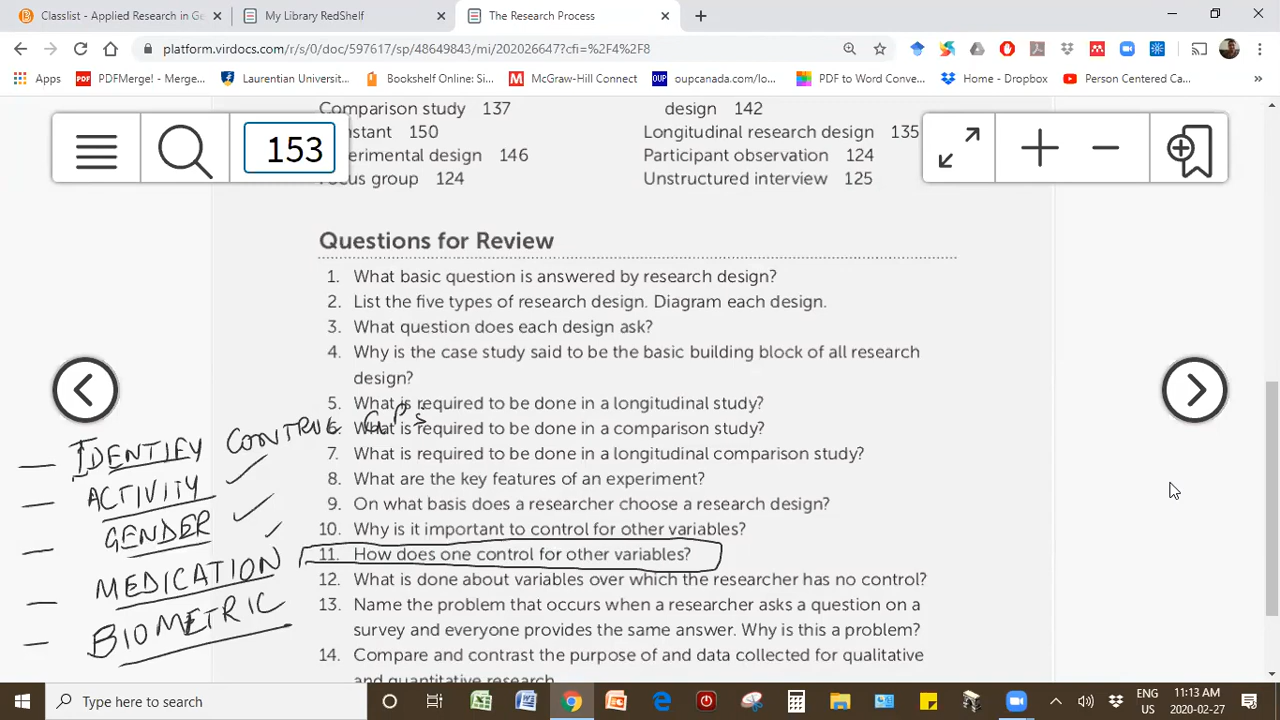 Classlist - Applied Research in Ge
My Library RedShelf
The Research Process
platform.virdocs.com/r/s/0/doc/597617/sp/48649843/mi/202026647?cfi=%2F4%2F8
Apps
PDFMerge! - Merge...
Laurentian Universit...
Bookshelf Online: Si...
McGraw-Hill Connect
oupcanada.com/lo...
PDF to Word Conve...
Home - Dropbox
Person Centered Ca...
153
Comparison study 137
150
erimental design 146
group 124
design 142
Longitudinal research design 135
Participant observation 124
Unstructured interview 125
Questions for Review
1. What basic question is answered by research design?
2. List the five types of research design. Diagram each design.
3. What question does each design ask?
4. Why is the case study said to be the basic building block of all research
design?
5. What is required to be done in a longitudinal study?
6. What is required to be done in a comparison study?
7. What is required to be done in a longitudinal comparison study?
8. What are the key features of an experiment?
9. On what basis does a researcher choose a research design?
10. Why is it important to control for other variables?
11. How does one control for other variables?
12. What is done about variables over which the researcher has no control?
13. Name the problem that occurs when a researcher asks a question on a
survey and everyone provides the same answer. Why is this a problem?
14. Compare and contrast the purpose of and data collected for qualitative
and quantitative research.
IDENTIFY CONTROL GPS
ACTIVITY
GENDER
MEDICATION
BIOMETRIC
Type here to search
ENG
US
11:13 AM
2020-02-27